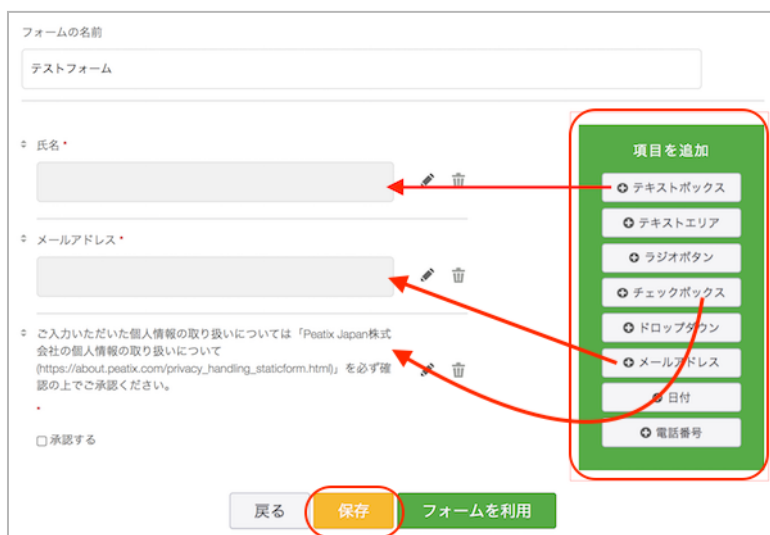 フォームの名前
テストフォーム
氏名 *
メールアドレス *
ご入力いただいた個人情報の取り扱いについては「Peatix Japan株式
会社の個人情報の取り扱いについて
(https://about.peatix.com/privacy_handling_staticform.html)」を必ず確
認の上でご承認ください。
*
承認する
項目を追加
テキストボックス
テキストエリア
ラジオボタン
チェックボックス
ドロップダウン
メールアドレス
日付
電話番号
戻る
保存
フォームを利用